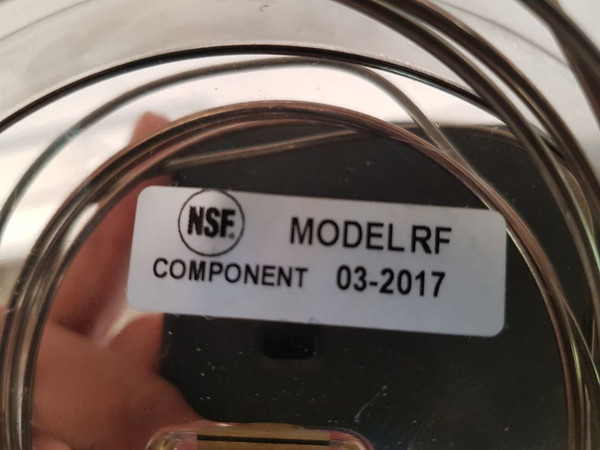 NSF. MODEL RF
COMPONENT 03-2017